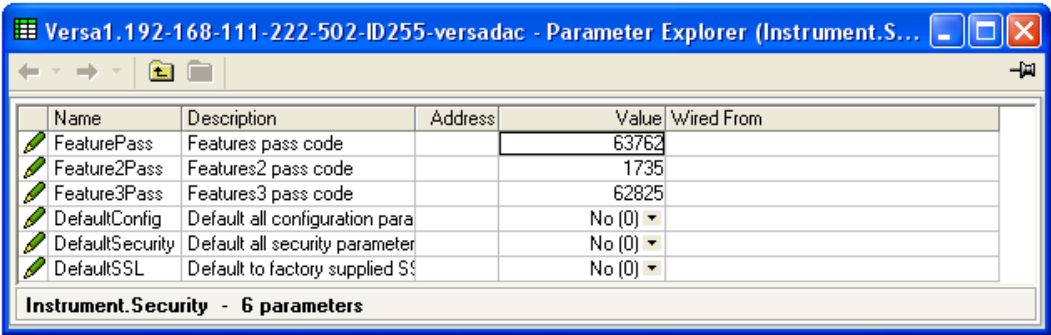 Versa1.192-168-111-222-502-ID255-versadac - Parameter Explorer (Instrument.S...
Name Description Address Value Wired From
FeaturePass Features pass code 63762
Feature2Pass Features2 pass code 1735
Feature3Pass Features3 pass code 62825
DefaultConfig Default all configuration para No (0)
DefaultSecurity Default all security parameter No (0)
DefaultSSL Default to factory supplied SS No (0)
Instrument.Security - 6 parameters